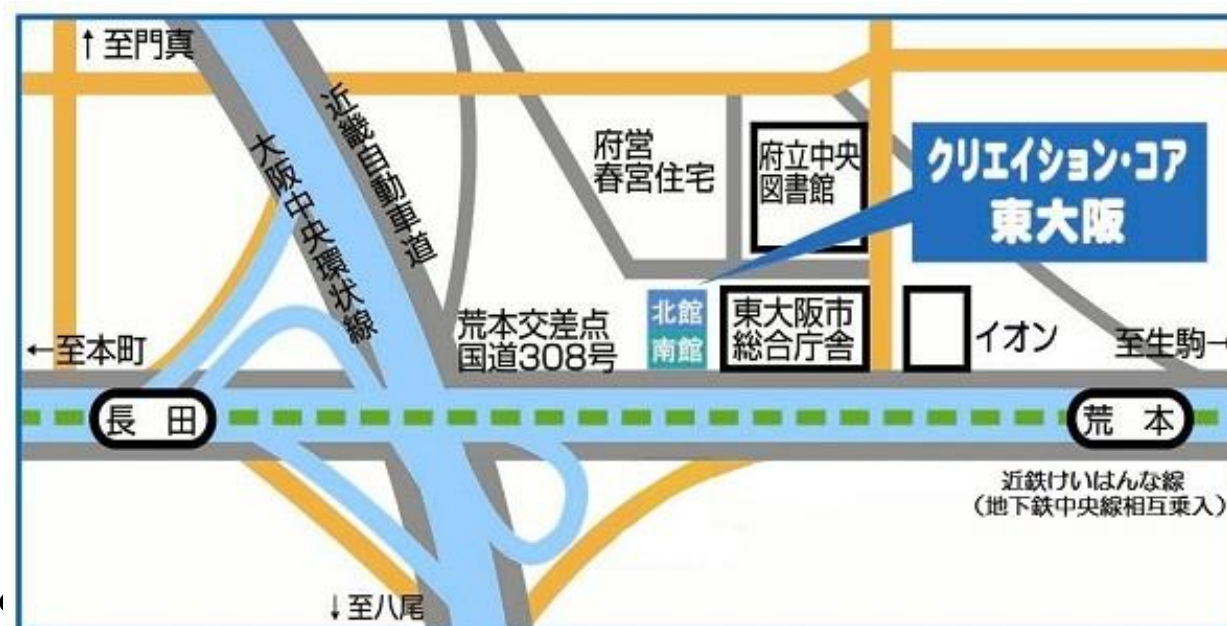 ↑至門真
近畿自動車道
大阪中央環状線
府営
春宮住宅
府立中央
図書館
クリエイション・コア
東大阪
←至本町
荒本交差点
国道308号
北館
南館
東大阪市
総合庁舎
イオン
至生駒→
長田
荒本
近鉄けいはんな線
（地下鉄中央線相互乗入）
↓至八尾